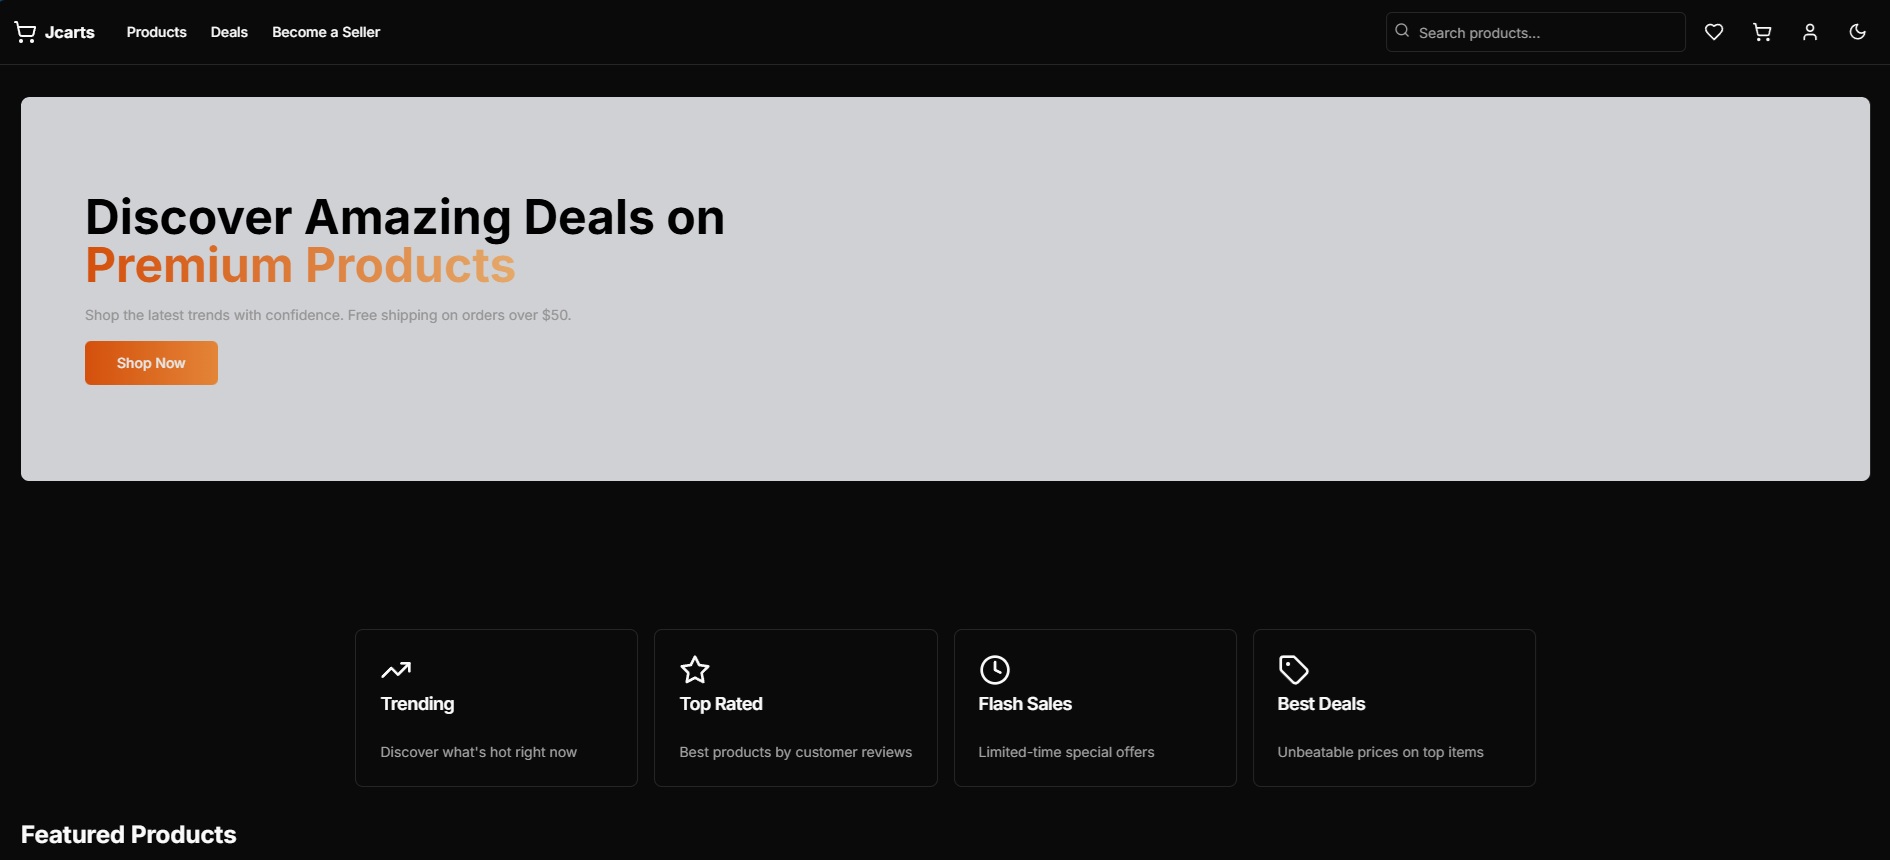 Jcarts
Products
Deals
Become a Seller
Search products...
Discover Amazing Deals on
Premium Products
Shop the latest trends with confidence. Free shipping on orders over $50.
Shop Now
Trending
Discover what's hot right now
Top Rated
Best products by customer reviews
Flash Sales
Limited-time special offers
Best Deals
Unbeatable prices on top items
Featured Products